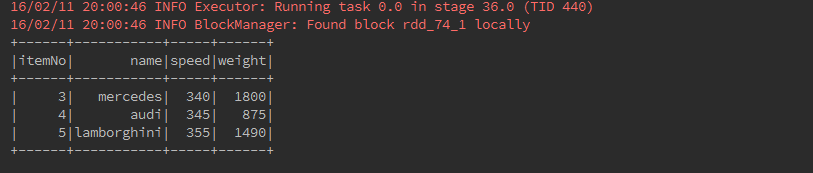 16/02/11 20:00:46 INFO Executor: Running task 0.0 in stage 36.0 (TID 440)
16/02/11 20:00:46 INFO BlockManager: Found block rdd_74_1 locally
+------+-----------+-----+------+
|itemNo|       name|speed|weight|
+------+-----------+-----+------+
|     3|   mercedes|  340|  1800|
|     4|       audi|  345|   875|
|     5|lamborghini|  355|  1490|
+------+-----------+-----+------+